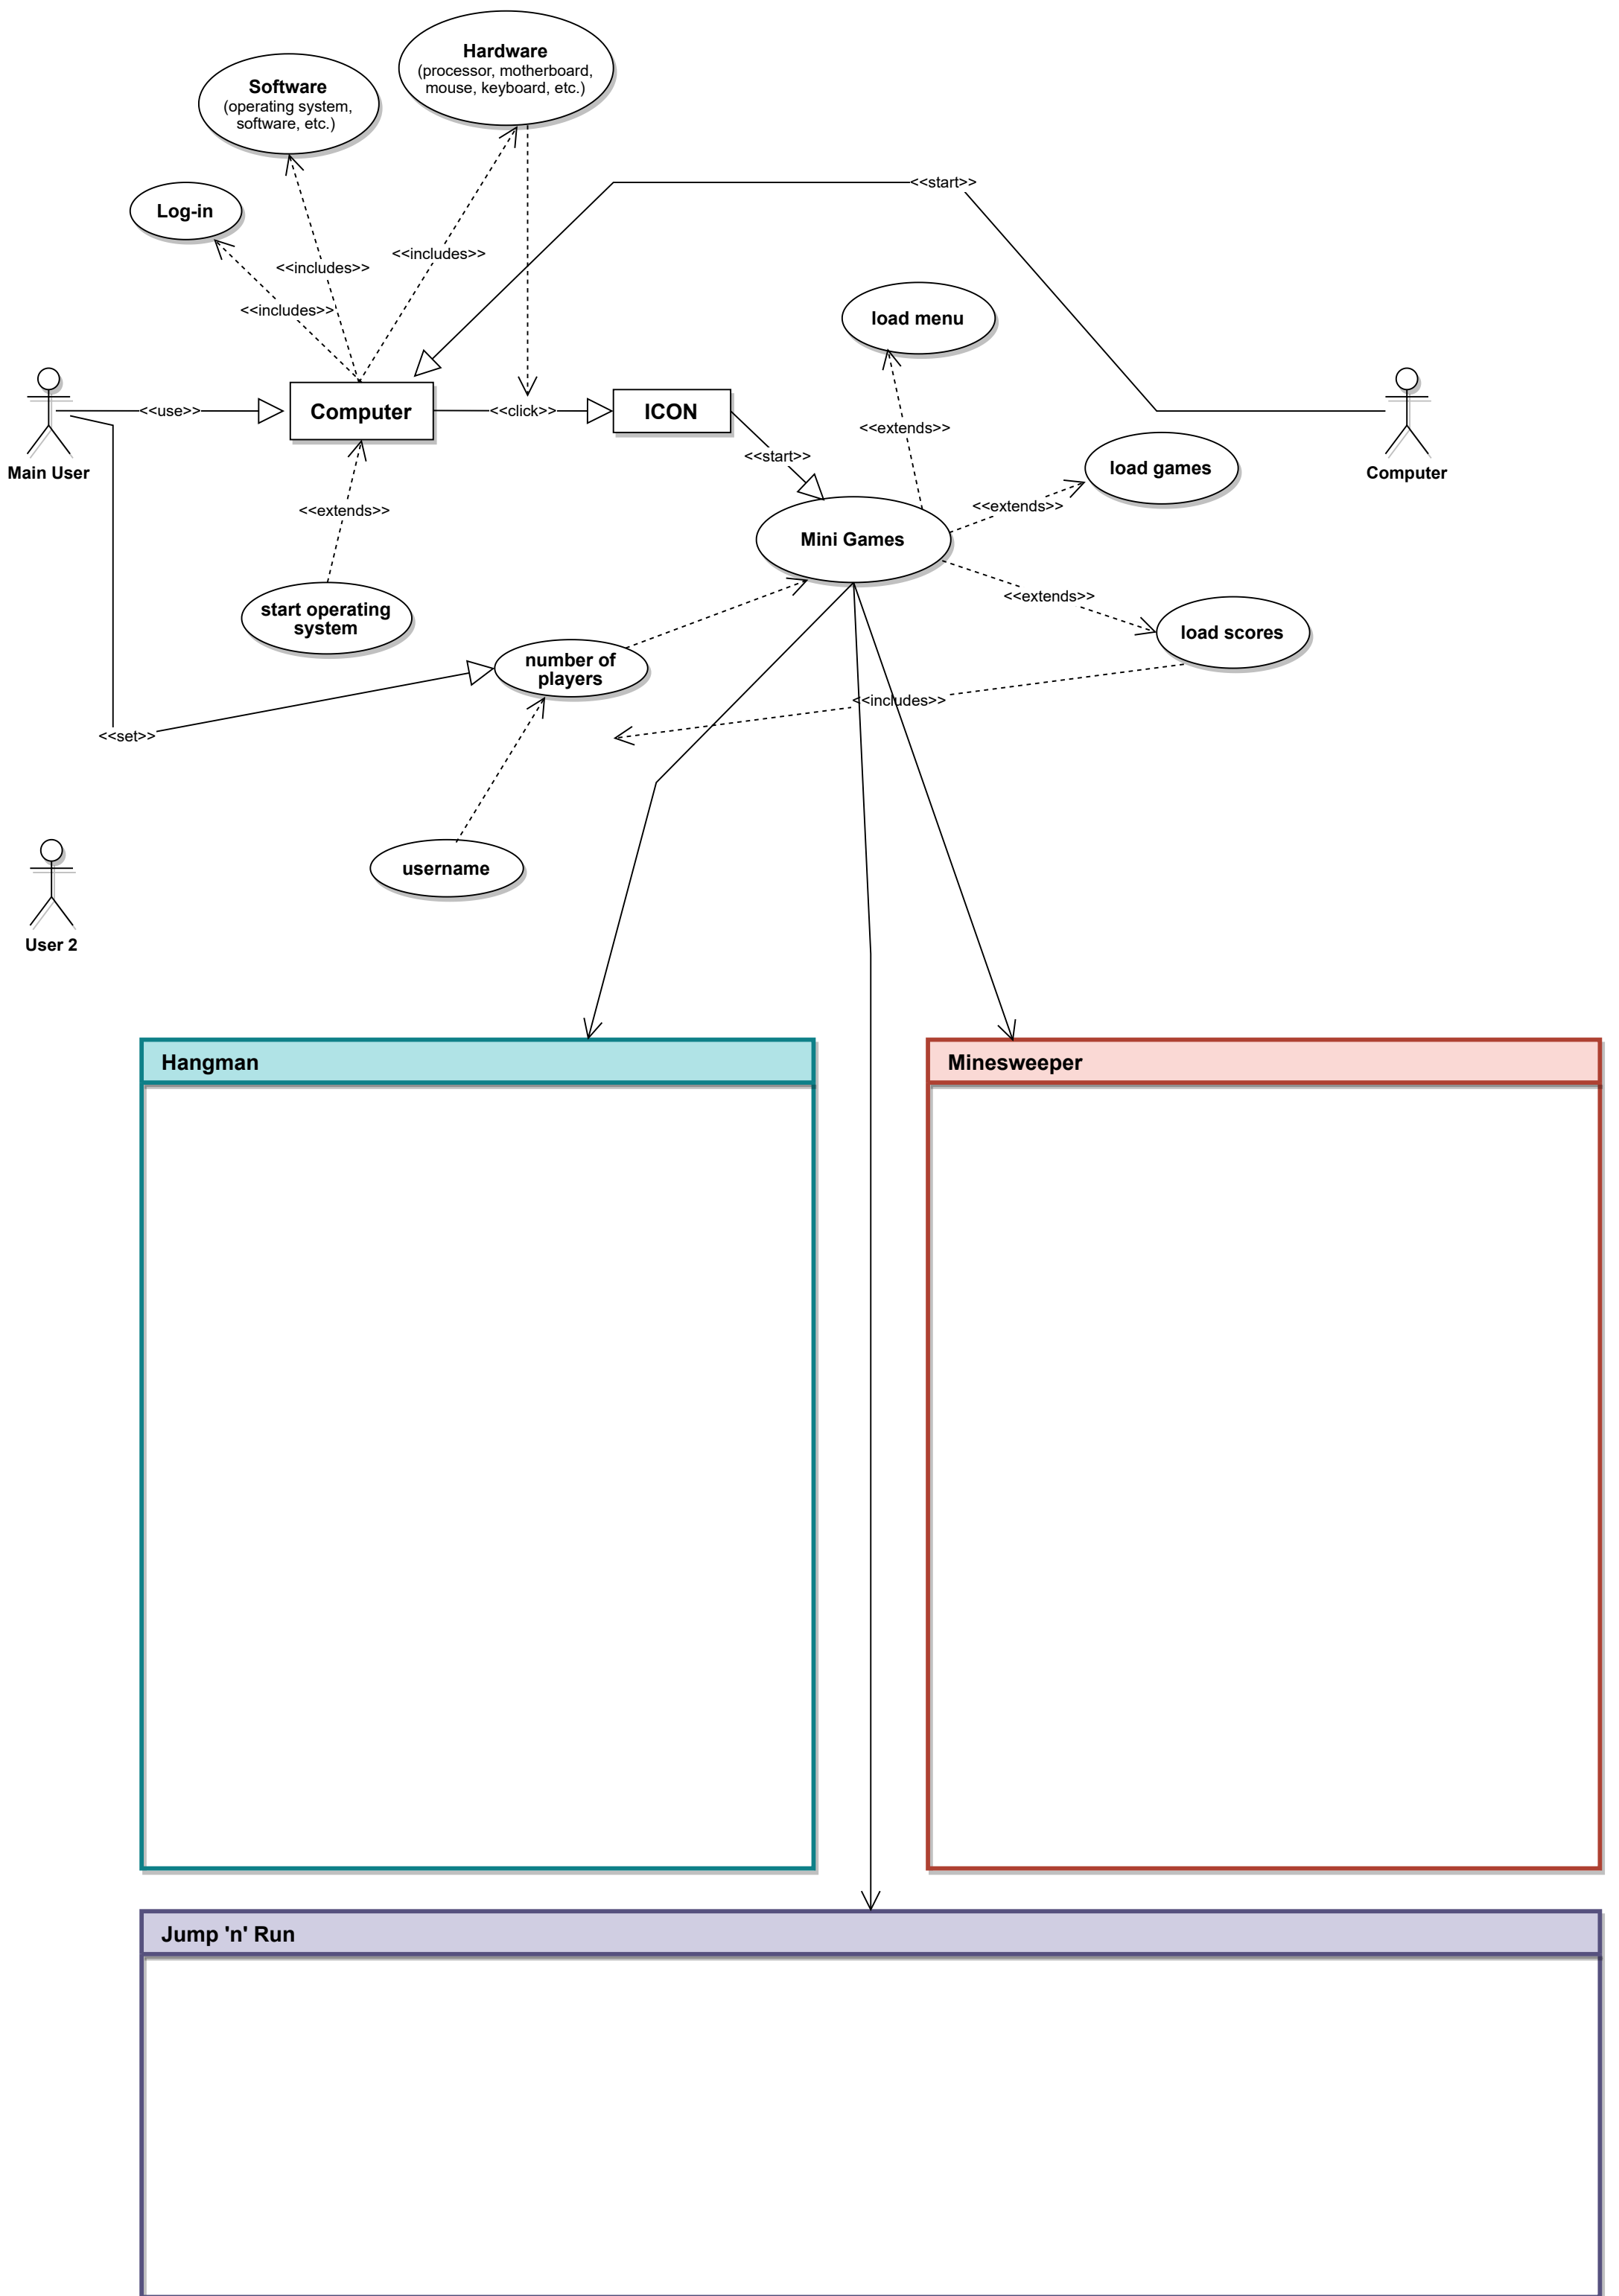 Hardware
(processor, motherboard,
mouse, keyboard, etc.)
Software
(operating system,
software, etc.)
<<start>>
Log-in
<<includes>>
<<includes>>
<<includes>>
load menu
Computer
<<use>>
<<click>>
ICON
<<extends>>
<<start>>
load games
Main User
Computer
<<extends>>
<<extends>>
Mini Games
<<extends>>
start operating
system
load scores
number of
players
<<includes>>
<<set>>
username
User 2
Hangman
Minesweeper
Jump 'n' Run